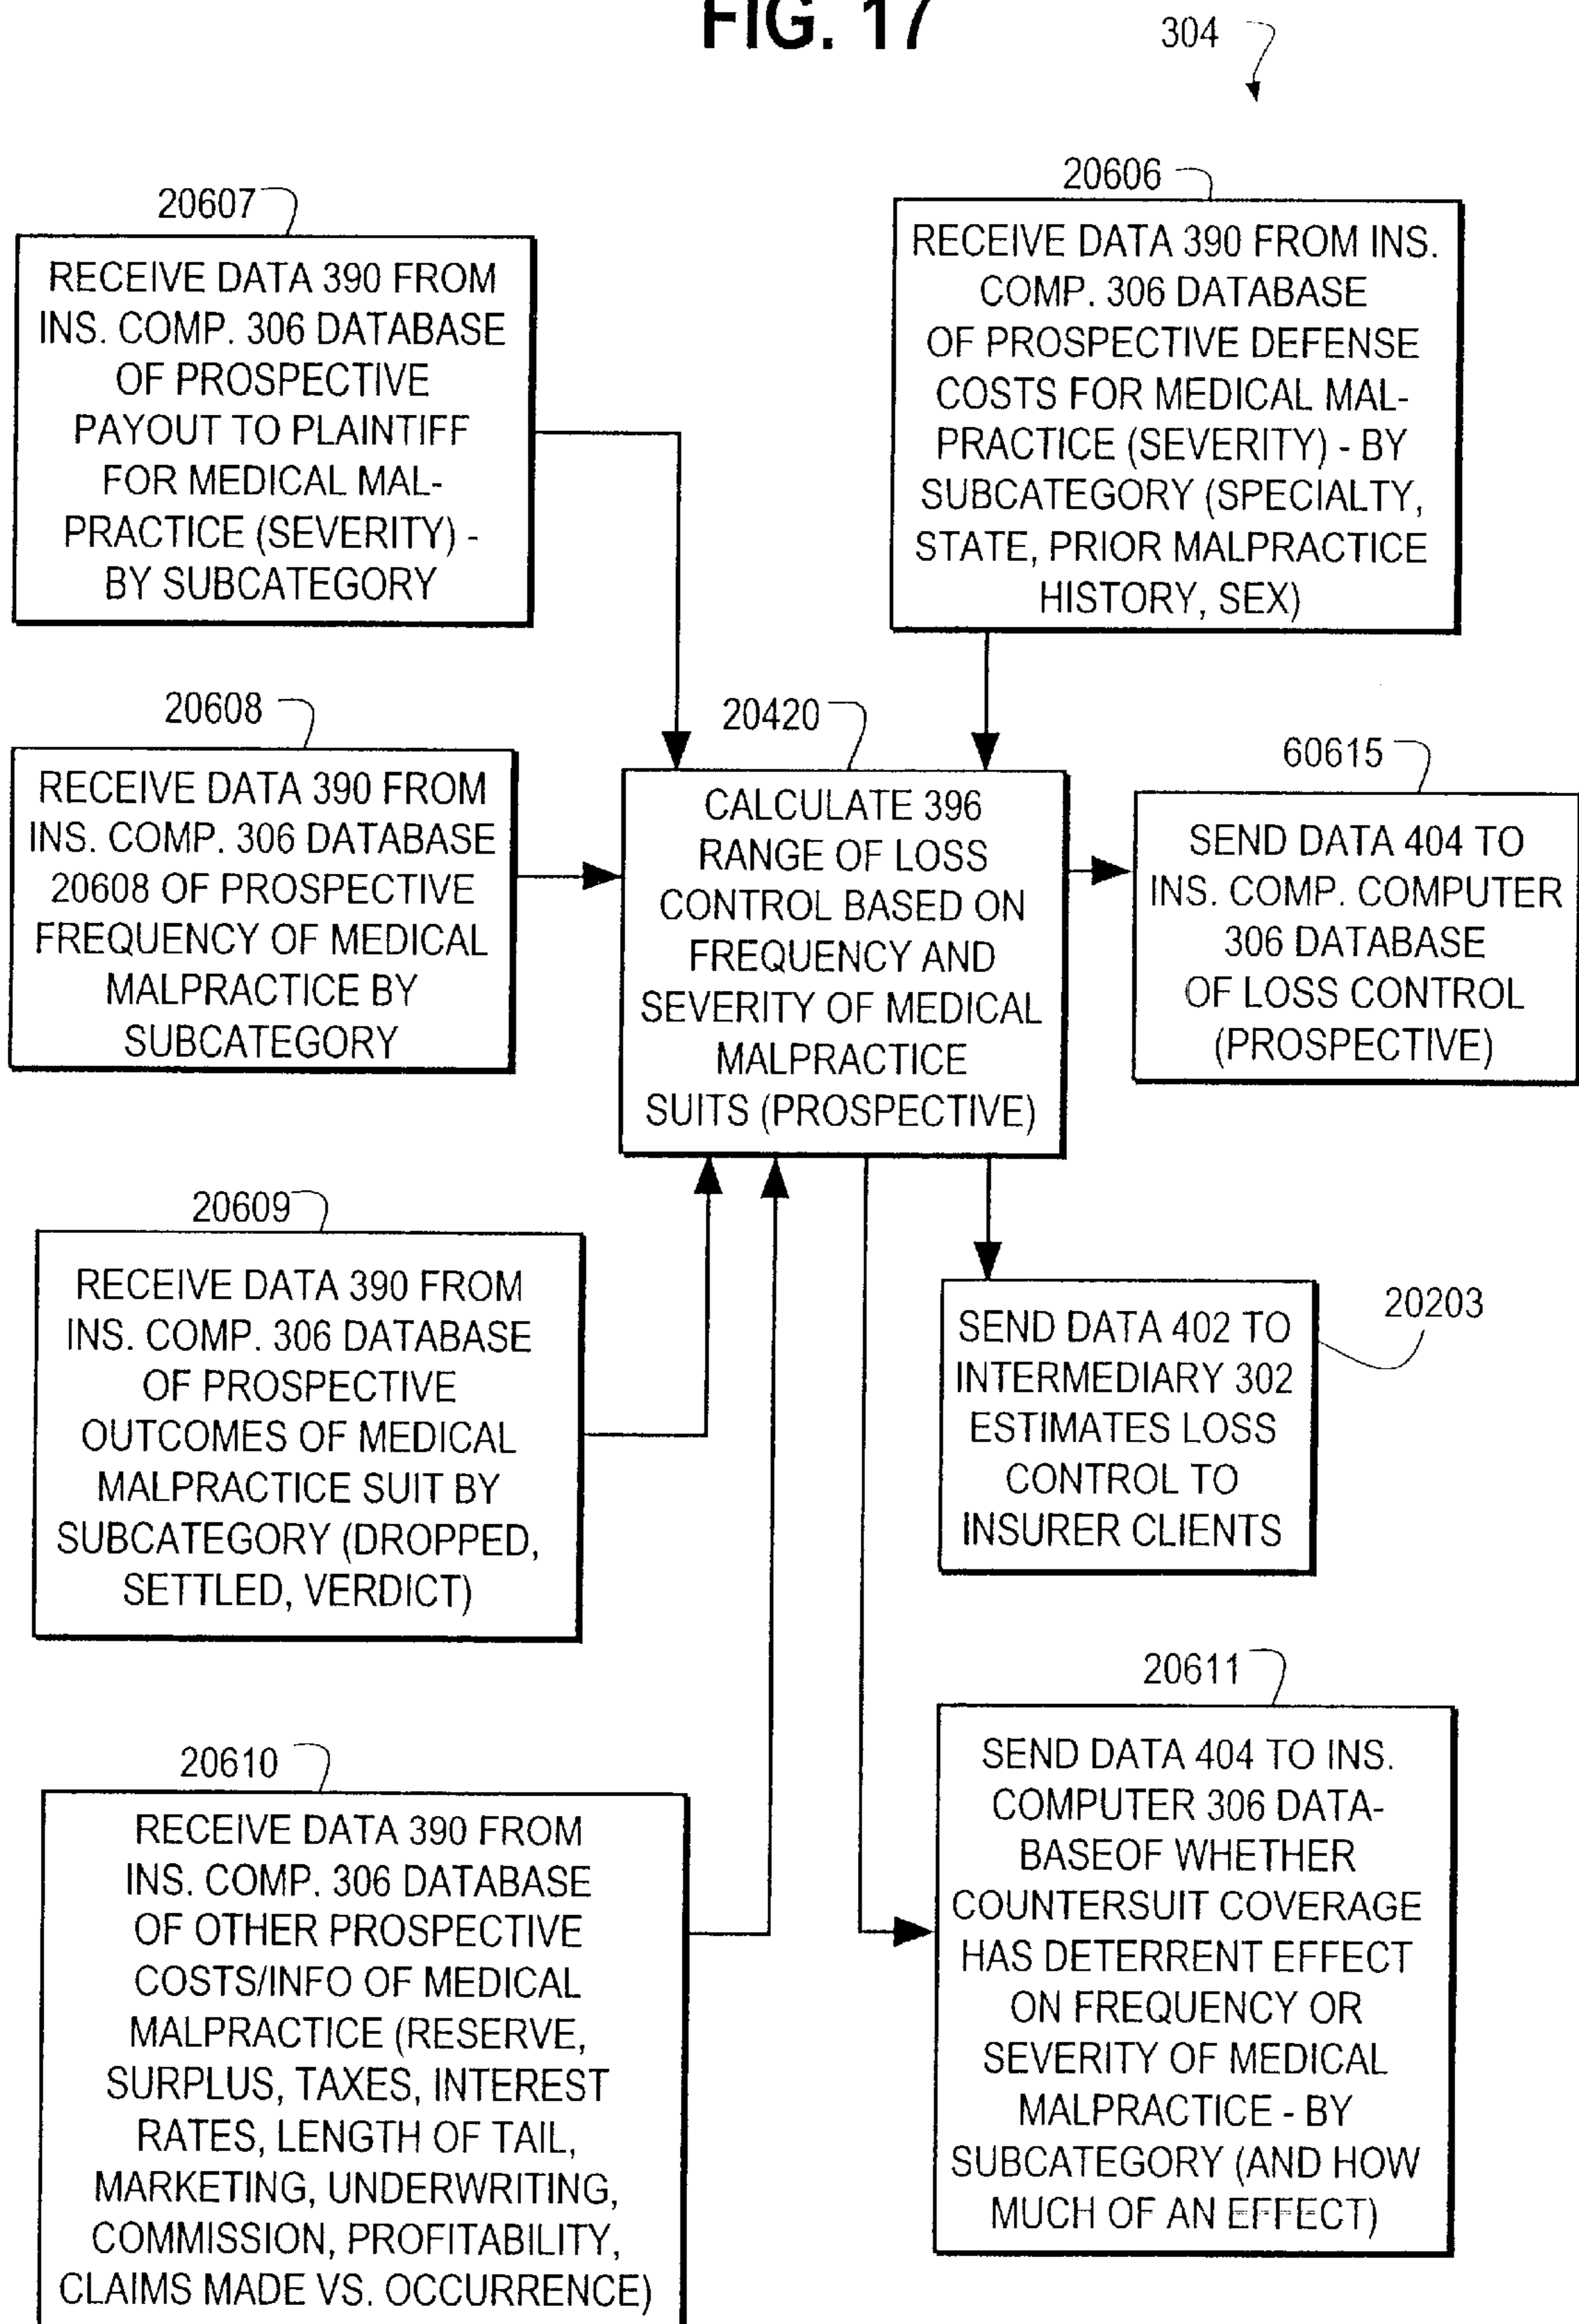 FIG. 17
304
20607
RECEIVE DATA 390 FROM
INS. COMP. 306 DATABASE
OF PROSPECTIVE
PAYOUT TO PLAINTIFF
FOR MEDICAL MAL-
PRACTICE (SEVERITY) -
BY SUBCATEGORY
20606
RECEIVE DATA 390 FROM INS.
COMP. 306 DATABASE
OF PROSPECTIVE DEFENSE
COSTS FOR MEDICAL MAL-
PRACTICE (SEVERITY) - BY
SUBCATEGORY (SPECIALTY,
STATE, PRIOR MALPRACTICE
HISTORY, SEX)
20608
RECEIVE DATA 390 FROM
INS. COMP. 306 DATABASE
20608 OF PROSPECTIVE
FREQUENCY OF MEDICAL
MALPRACTICE BY
SUBCATEGORY
20420
CALCULATE 396
RANGE OF LOSS
CONTROL BASED ON
FREQUENCY AND
SEVERITY OF MEDICAL
MALPRACTICE
SUITS (PROSPECTIVE)
60615
SEND DATA 404 TO
INS. COMP. COMPUTER
306 DATABASE
OF LOSS CONTROL
(PROSPECTIVE)
20609
RECEIVE DATA 390 FROM
INS. COMP. 306 DATABASE
OF PROSPECTIVE
OUTCOMES OF MEDICAL
MALPRACTICE SUIT BY
SUBCATEGORY (DROPPED,
SETTLED, VERDICT)
20203
SEND DATA 402 TO
INTERMEDIARY 302
ESTIMATES LOSS
CONTROL TO
INSURER CLIENTS
20610
RECEIVE DATA 390 FROM
INS. COMP. 306 DATABASE
OF OTHER PROSPECTIVE
COSTS/INFO OF MEDICAL
MALPRACTICE (RESERVE,
SURPLUS, TAXES, INTEREST
RATES, LENGTH OF TAIL,
MARKETING, UNDERWRITING,
COMMISSION, PROFITABILITY,
CLAIMS MADE VS. OCCURRENCE)
20611
SEND DATA 404 TO INS.
COMPUTER 306 DATA-
BASEOF WHETHER
COUNTERSUIT COVERAGE
HAS DETERRENT EFFECT
ON FREQUENCY OR
SEVERITY OF MEDICAL
MALPRACTICE - BY
SUBCATEGORY (AND HOW
MUCH OF AN EFFECT)